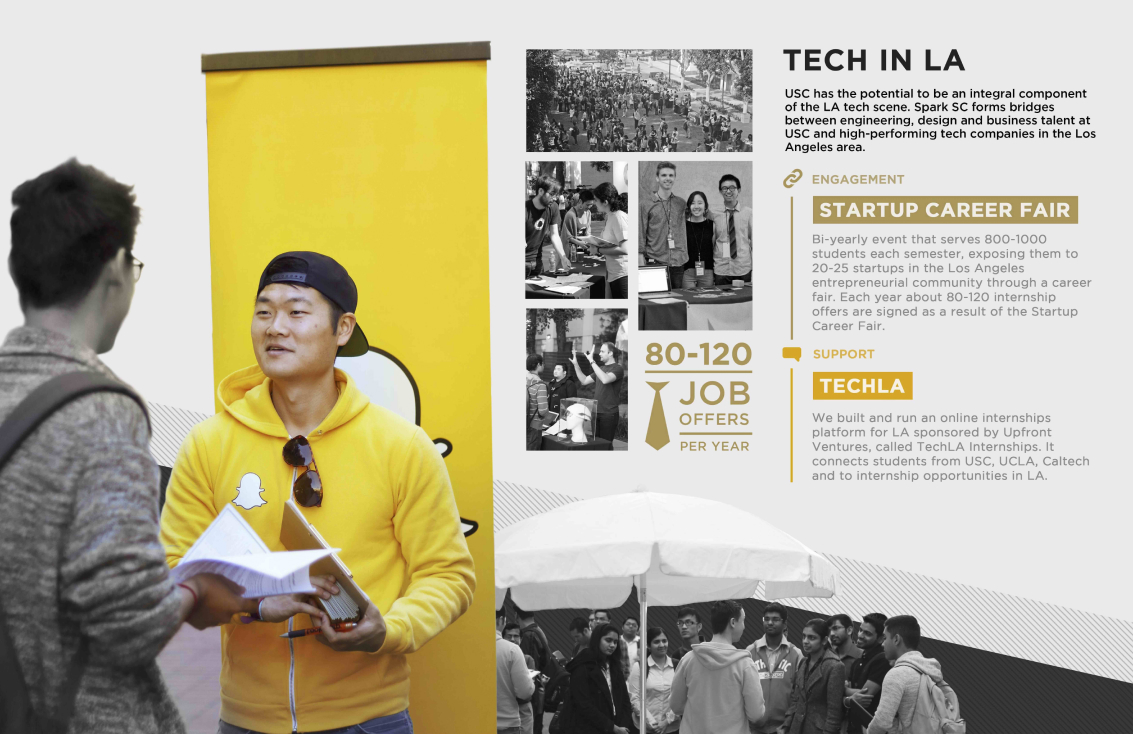 TECH IN LA
USC has the potential to be an integral component
of the LA tech scene. Spark SC forms bridges
between engineering, design and business talent at
USC and high-performing tech companies in the Los
Angeles area.
ENGAGEMENT
STARTUP CAREER FAIR
Bi-yearly event that serves 800-1000
students each semester, exposing them to
20-25 startups in the Los Angeles
entrepreneurial community through a career
fair. Each year about 80-120 internship
offers are signed as a result of the Startup
Career Fair.
80-120
JOB
OFFERS
PER YEAR
SUPPORT
TECHLA
We built and run an online internships
platform for LA sponsored by Upfront
Ventures, called TechLA Internships. It
connects students from USC, UCLA, Caltech
and to internship opportunities in LA.